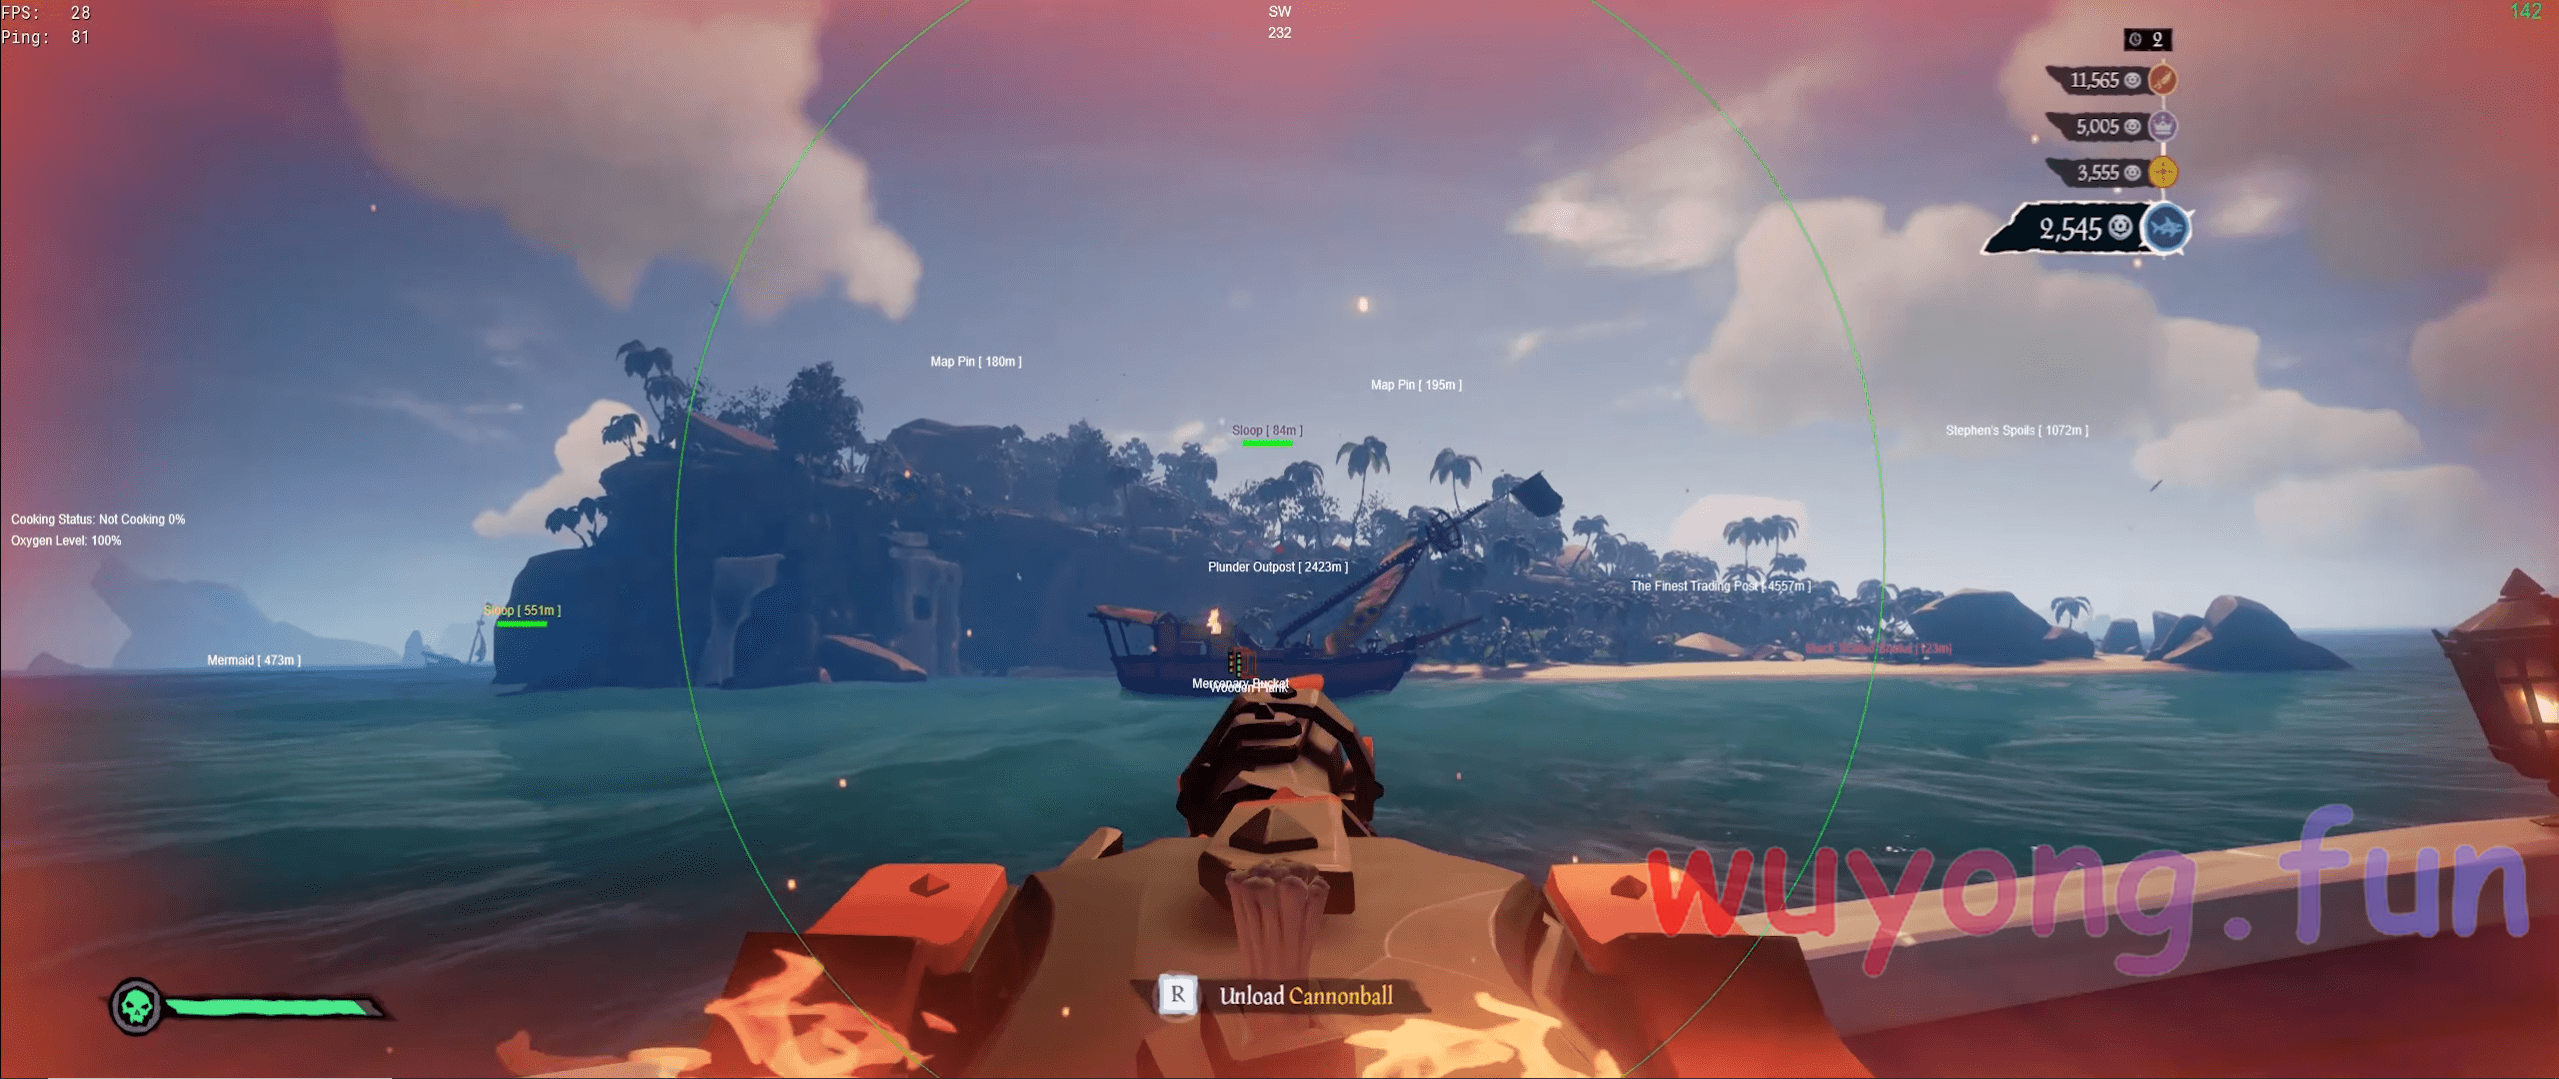 FPS: 28
Ping: 81
SW
232
142
2
11,565
5,005
3,555
2,545
Map Pin [ 180m ]
Map Pin [ 195m ]
Sloop [ 84m ]
Stephen's Spoils [ 1072m ]
Cooking Status: Not Cooking 0%
Oxygen Level: 100%
Plunder Outpost [ 2423m ]
The Finest Trading Post [ 4557m ]
Sloop [ 551m ]
Mermaid [ 473m ]
Mercenary Bucket
Wooden Plank
wuyong.fun
R Unload Cannonball